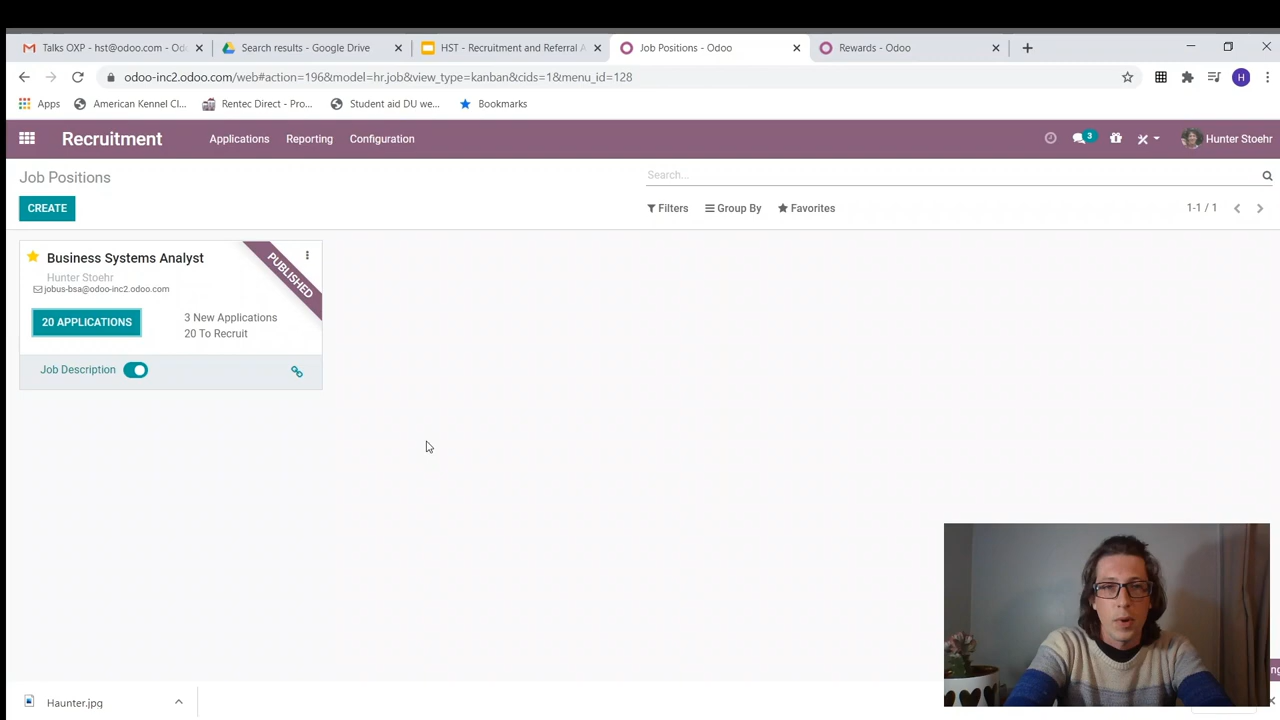 Talks OXP - hst@odoo.com - Od
Search results - Google Drive
HST - Recruitment and Referral A
Job Positions - Odoo
Rewards - Odoo
odoo-inc2.odoo.com/web#action=196&model=hr.job&view_type=kanban&cids=1&menu_id=128
H
Apps
American Kennel Cl...
Rentec Direct - Pro...
Student aid DU we...
Bookmarks
Recruitment
Applications
Reporting
Configuration
3
Hunter Stoehr
Job Positions
Search...
CREATE
Filters
Group By
Favorites
1-1 / 1
Business Systems Analyst
PUBLISHED
Hunter Stoehr
jobus-bsa@odoo-inc2.odoo.com
20 APPLICATIONS
3 New Applications
20 To Recruit
Job Description
Haunter.jpg